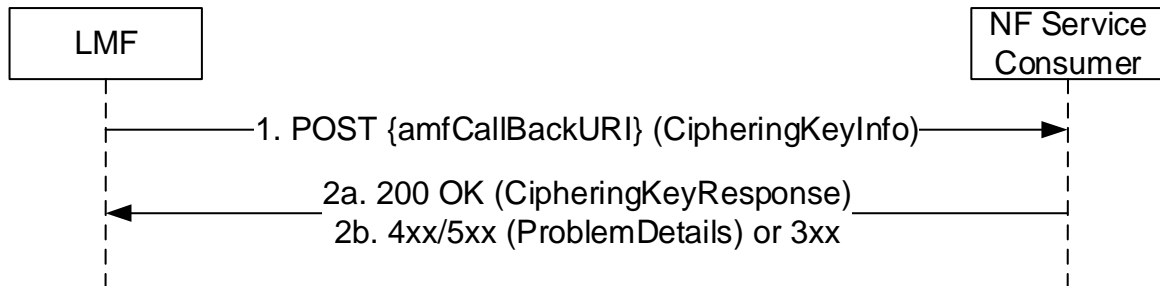 LMF
NF Service
Consumer
1. POST {amfCallBackURI} (CipheringKeyInfo)
2a. 200 OK (CipheringKeyResponse)
2b. 4xx/5xx (ProblemDetails) or 3xx